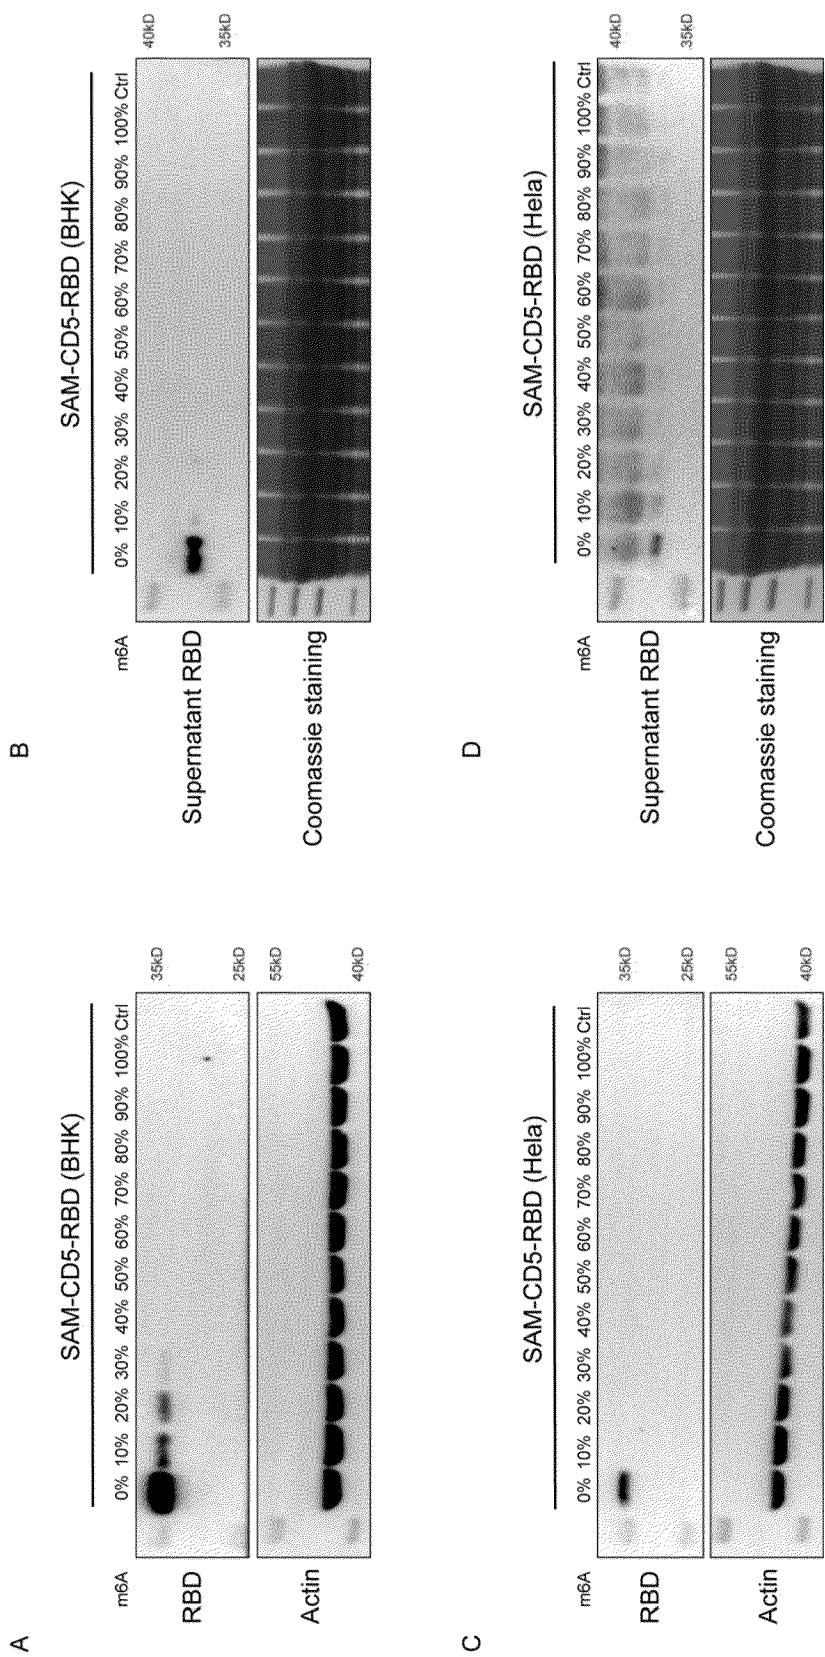 A
SAM-CD5-RBD (BHK)
m6A 0% 10% 20% 30% 40% 50% 60% 70% 80% 90% 100% Ctrl
RBD
35kD
25kD
Actin
55kD
40kD
B
SAM-CD5-RBD (BHK)
m6A 0% 10% 20% 30% 40% 50% 60% 70% 80% 90% 100% Ctrl
Supernatant RBD
40kD
35kD
Coomassie staining
C
SAM-CD5-RBD (Hela)
m6A 0% 10% 20% 30% 40% 50% 60% 70% 80% 90% 100% Ctrl
RBD
35kD
25kD
Actin
55kD
40kD
D
SAM-CD5-RBD (Hela)
m6A 0% 10% 20% 30% 40% 50% 60% 70% 80% 90% 100% Ctrl
Supernatant RBD
40kD
35kD
Coomassie staining